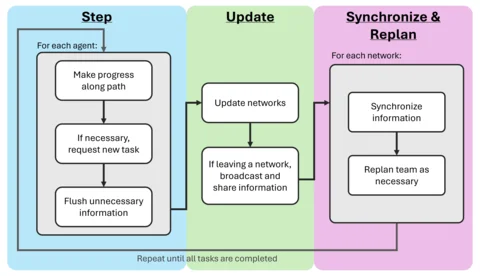 Step
For each agent:
Make progress
along path
If necessary,
request new task
Flush unnecessary
information
Update
Update networks
If leaving a network,
broadcast and
share information
Synchronize &
Replan
For each network:
Synchronize
information
Replan team as
necessary
Repeat until all tasks are completed